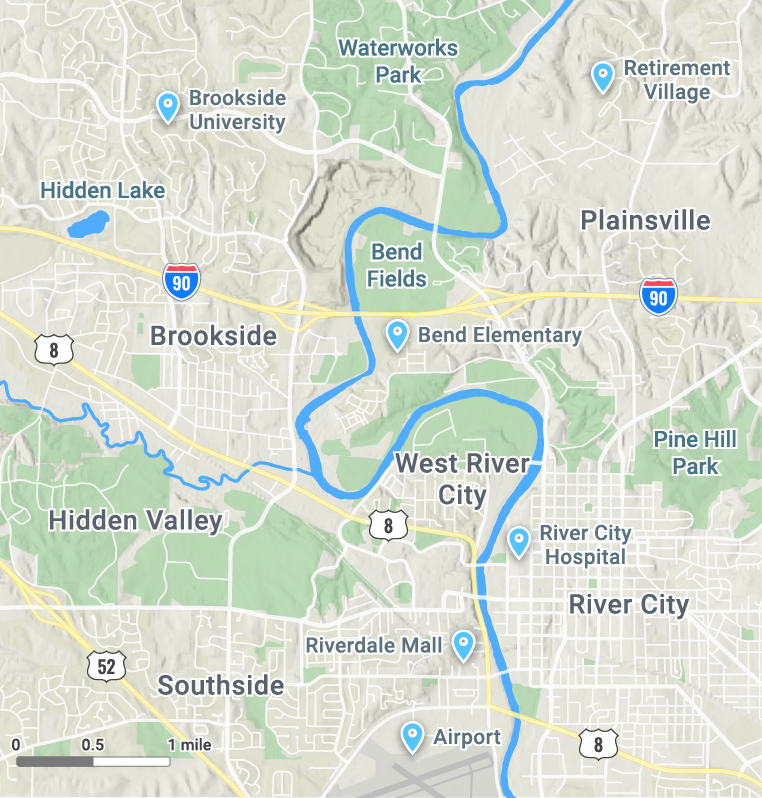 Waterworks
Park
Retirement
Village
Brookside
University
Hidden Lake
Plainsville
Bend
Fields
90
90
Brookside
Bend Elementary
8
Pine Hill
Park
West River
City
Hidden Valley
8
River City
Hospital
River City
Riverdale Mall
52
Southside
Airport
8
0 0.5 1 mile